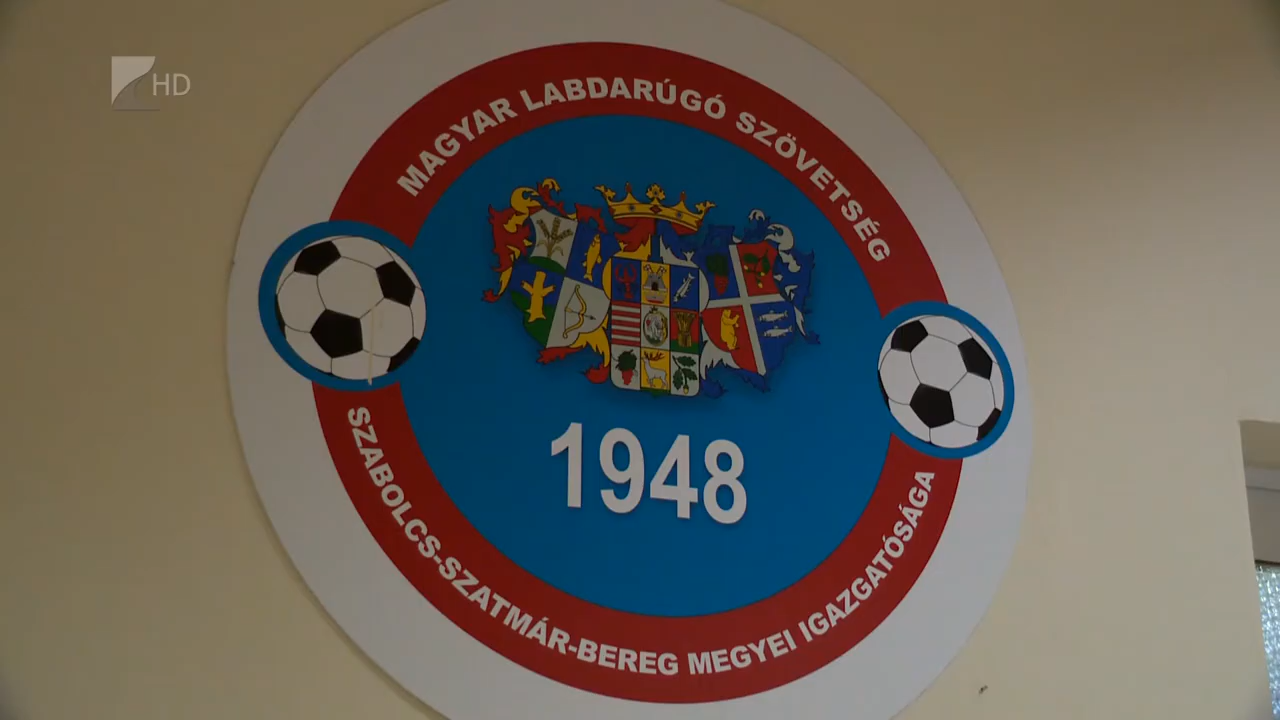 HD
MAGYAR LABDARÚGÓ SZÖVETSÉG
1948
SZABOLCS-SZATMÁR-BEREG MEGYEI IGAZGATÓSÁGA